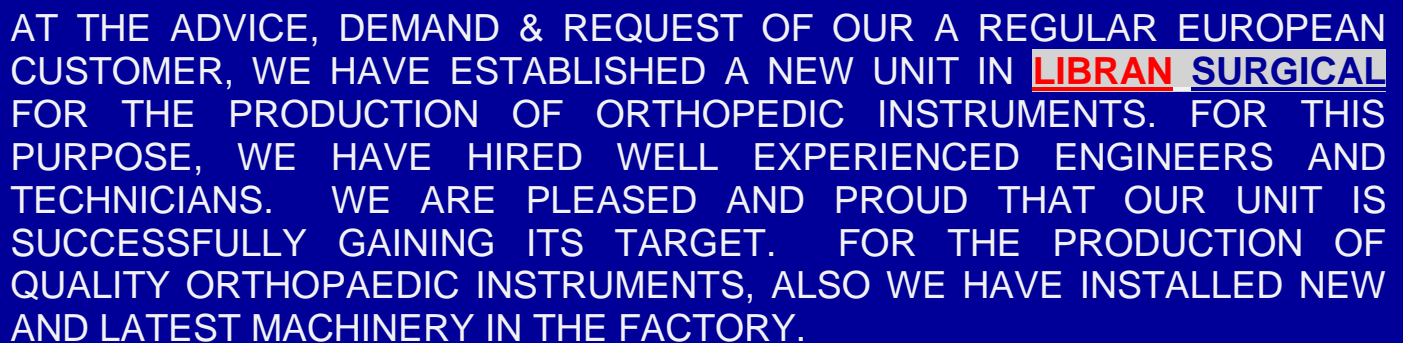 AT THE ADVICE, DEMAND & REQUEST OF OUR A REGULAR EUROPEAN
CUSTOMER, WE HAVE ESTABLISHED A NEW UNIT IN LIBRAN SURGICAL
FOR THE PRODUCTION OF ORTHOPEDIC INSTRUMENTS. FOR THIS
PURPOSE, WE HAVE HIRED WELL EXPERIENCED ENGINEERS AND
TECHNICIANS. WE ARE PLEASED AND PROUD THAT OUR UNIT IS
SUCCESSFULLY GAINING ITS TARGET. FOR THE PRODUCTION OF
QUALITY ORTHOPAEDIC INSTRUMENTS, ALSO WE HAVE INSTALLED NEW
AND LATEST MACHINERY IN THE FACTORY.